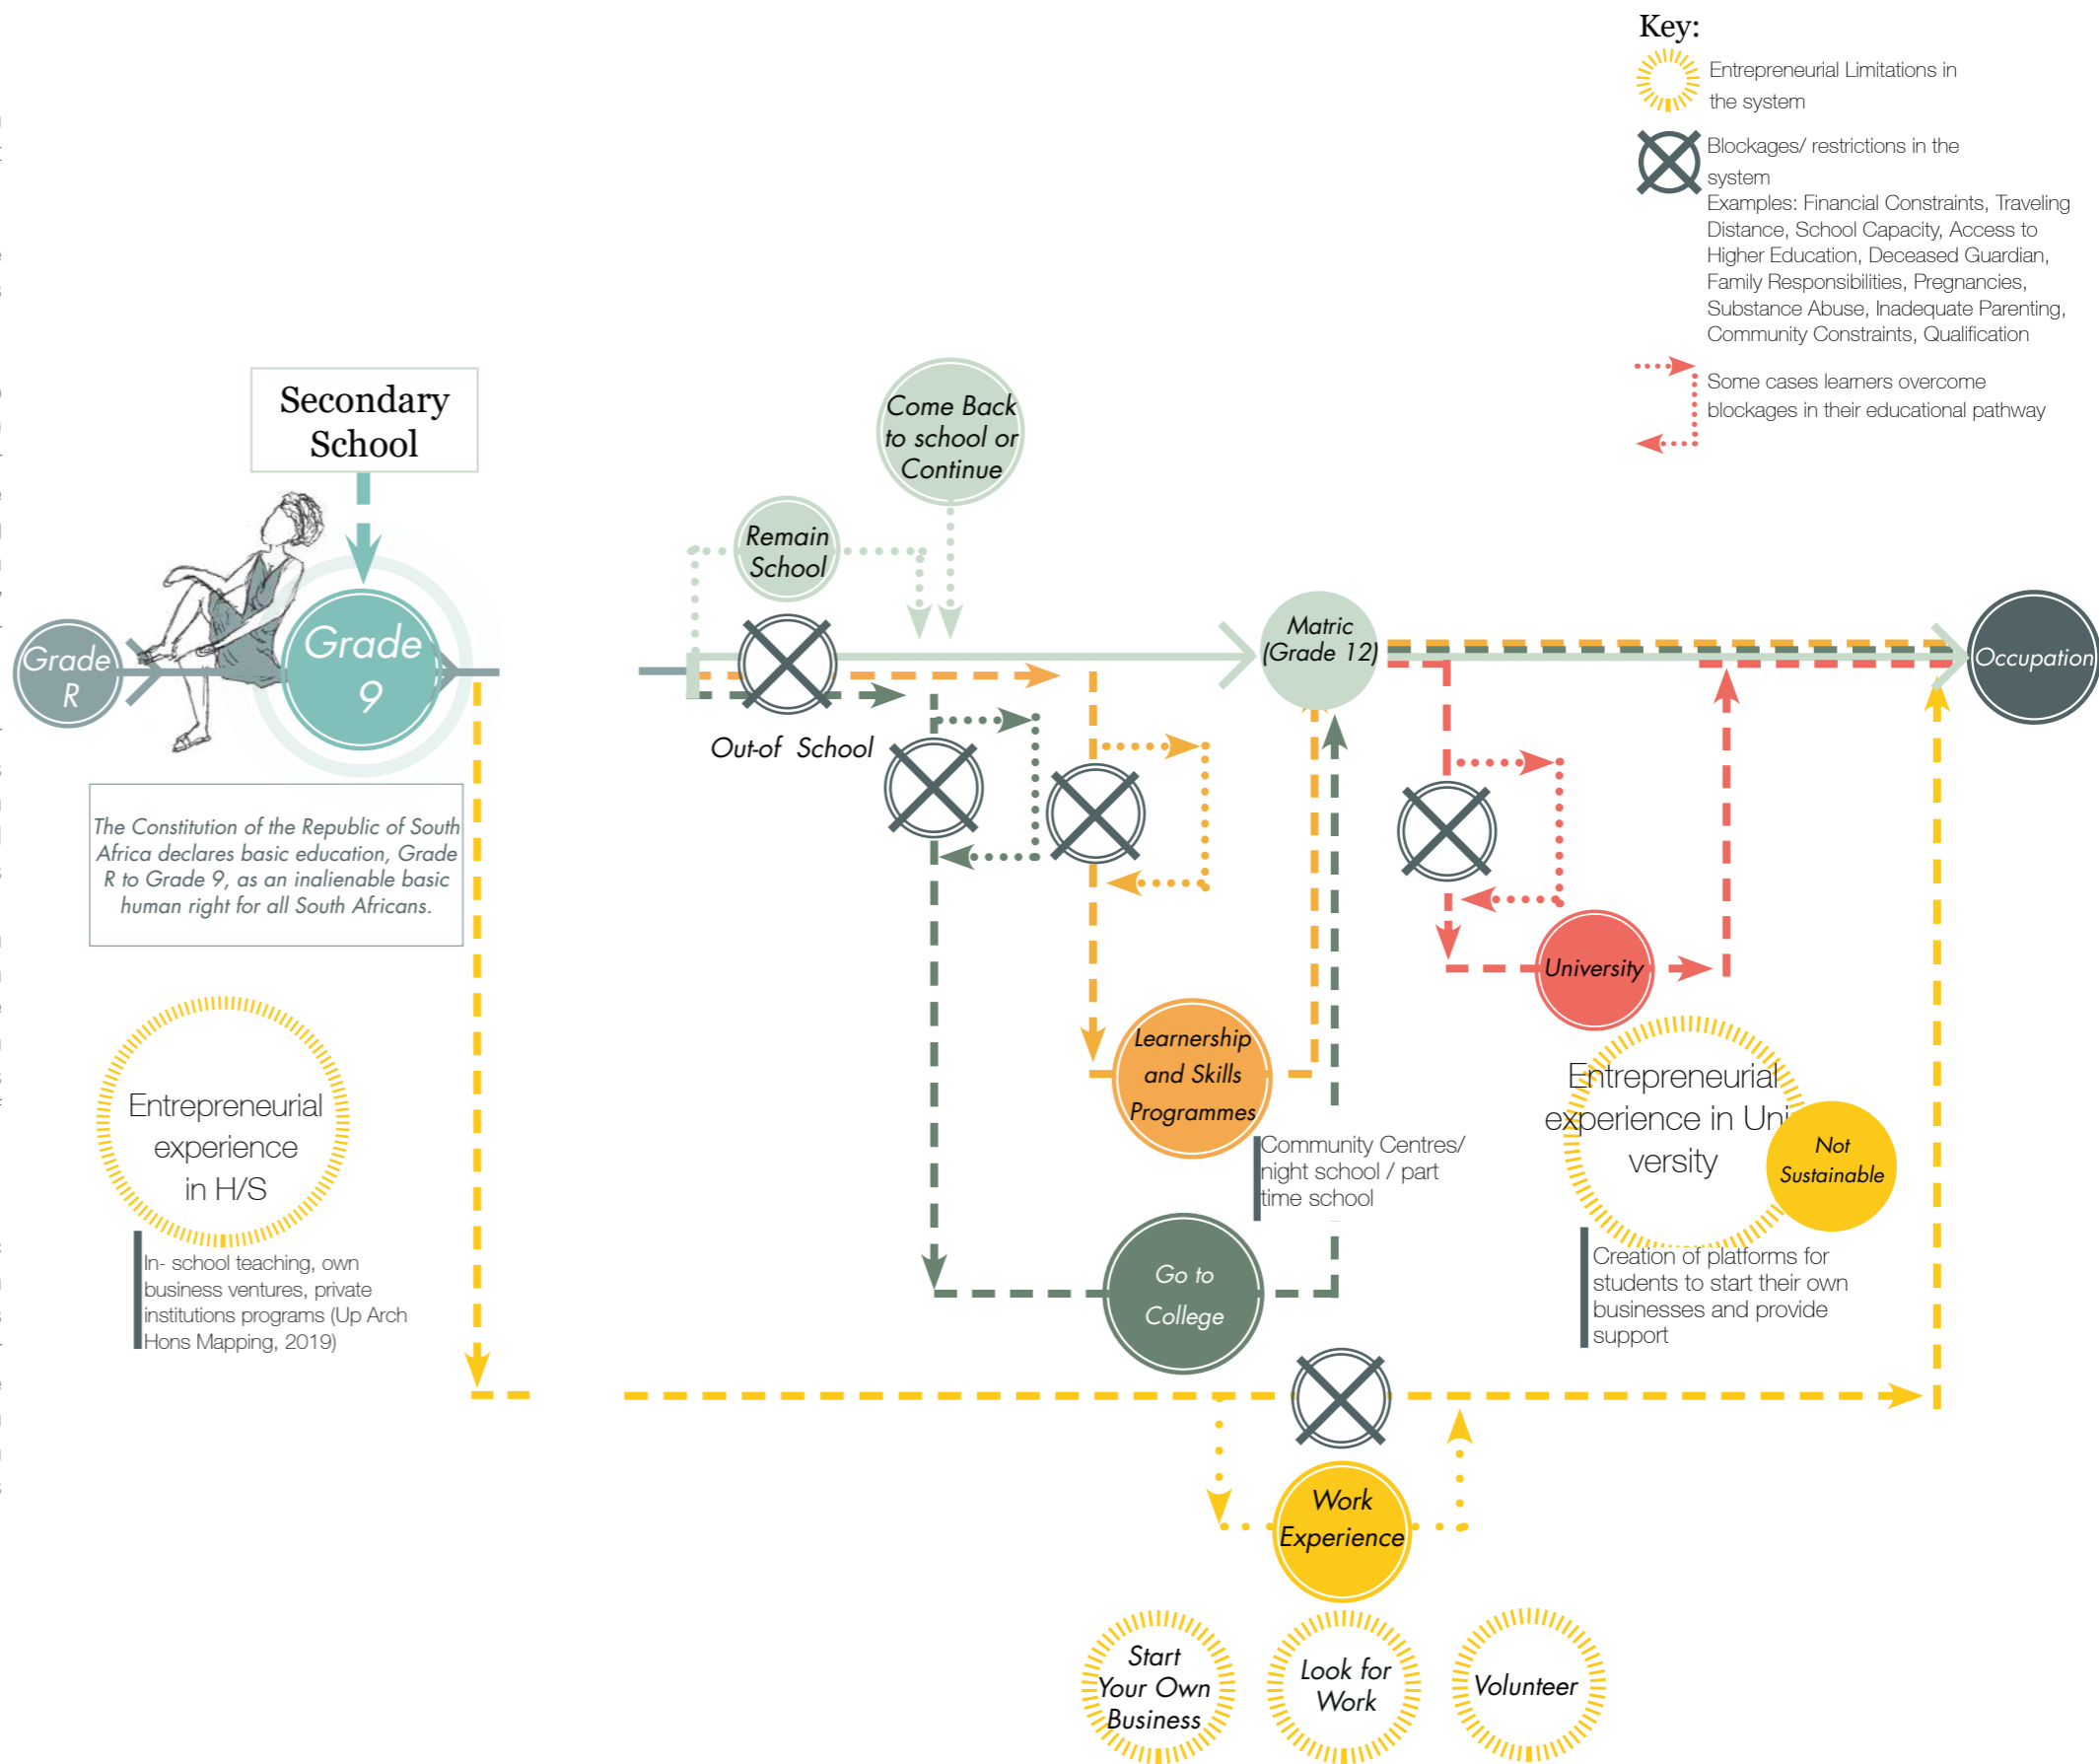 Key:
Entrepreneurial Limitations in
the system
Blockages/ restrictions in the
system
Examples: Financial Constraints, Traveling
Distance, School Capacity, Access to
Higher Education, Deceased Guardian,
Family Responsibilities, Pregnancies,
Substance Abuse, Inadequate Parenting,
Community Constraints, Qualification
Some cases learners overcome
blockages in their educational pathway
Secondary
School
Come Back
to school or
Continue
Remain
School
Grade
R
Grade
9
Matric
(Grade 12)
Occupation
Out-of School
The Constitution of the Republic of South
Africa declares basic education, Grade
R to Grade 9, as an inalienable basic
human right for all South Africans.
University
Entrepreneurial
experience
in H/S
In- school teaching, own
business ventures, private
institutions programs (Up Arch
Hons Mapping, 2019)
Learnership
and Skills
Programmes
Community Centres/
night school / part
time school
Entrepreneurial
experience in Uni
versity
Not
Sustainable
Creation of platforms for
students to start their own
businesses and provide
support
Go to
College
Work
Experience
Start
Your Own
Business
Look for
Work
Volunteer